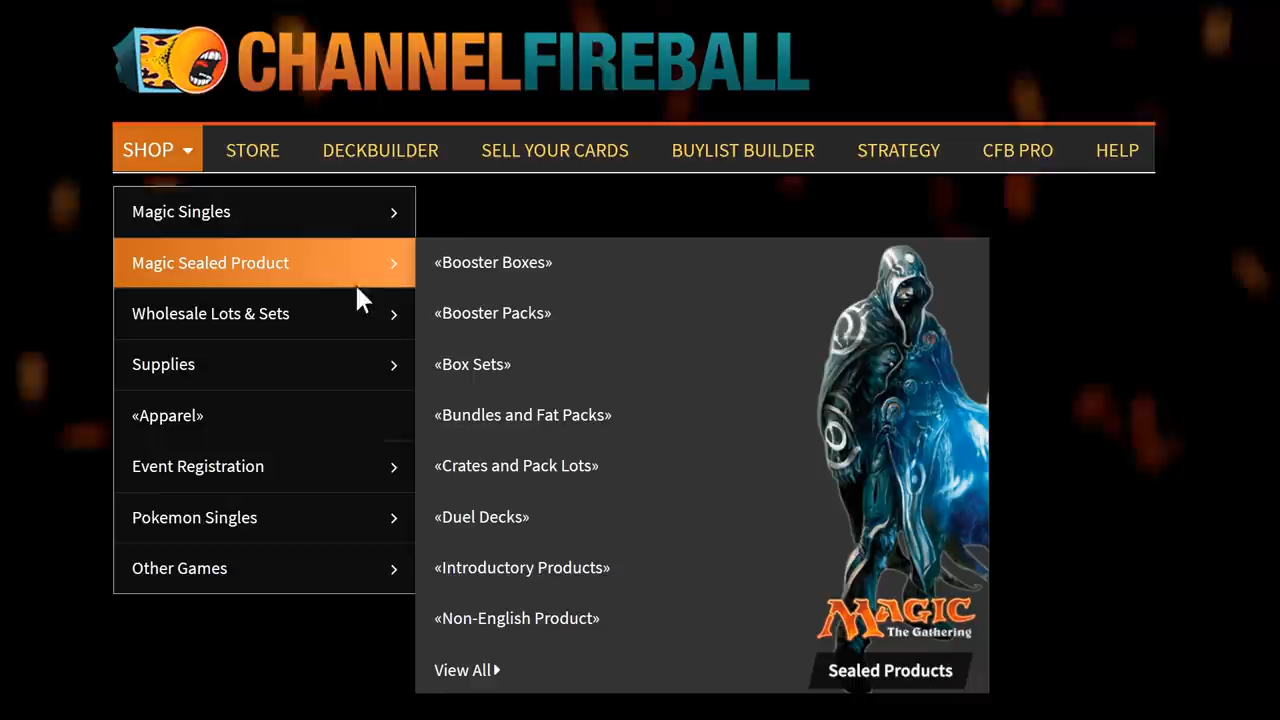 CHANNELFIREBALL
SHOP STORE DECKBUILDER SELL YOUR CARDS BUYLIST BUILDER STRATEGY CFB PRO HELP
Magic Singles
Magic Sealed Product
Wholesale Lots & Sets
Supplies
«Apparel»
Event Registration
Pokemon Singles
Other Games
«Booster Boxes»
«Booster Packs»
«Box Sets»
«Bundles and Fat Packs»
«Crates and Pack Lots»
«Duel Decks»
«Introductory Products»
«Non-English Product»
View All
MAGIC
The Gathering
Sealed Products